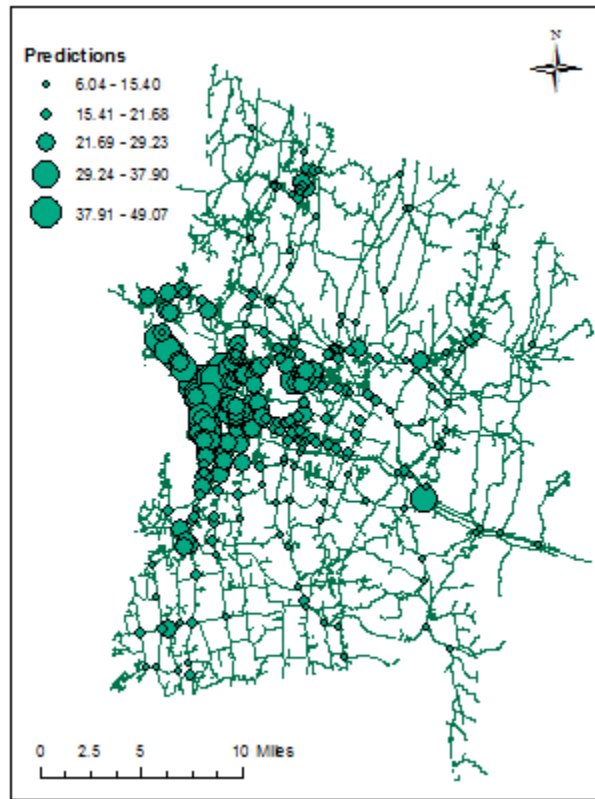 N
Predictions
6.04 - 15.40
15.41 - 21.68
21.69 - 29.23
29.24 - 37.90
37.91 - 49.07
0 2.5 5 10 Miles